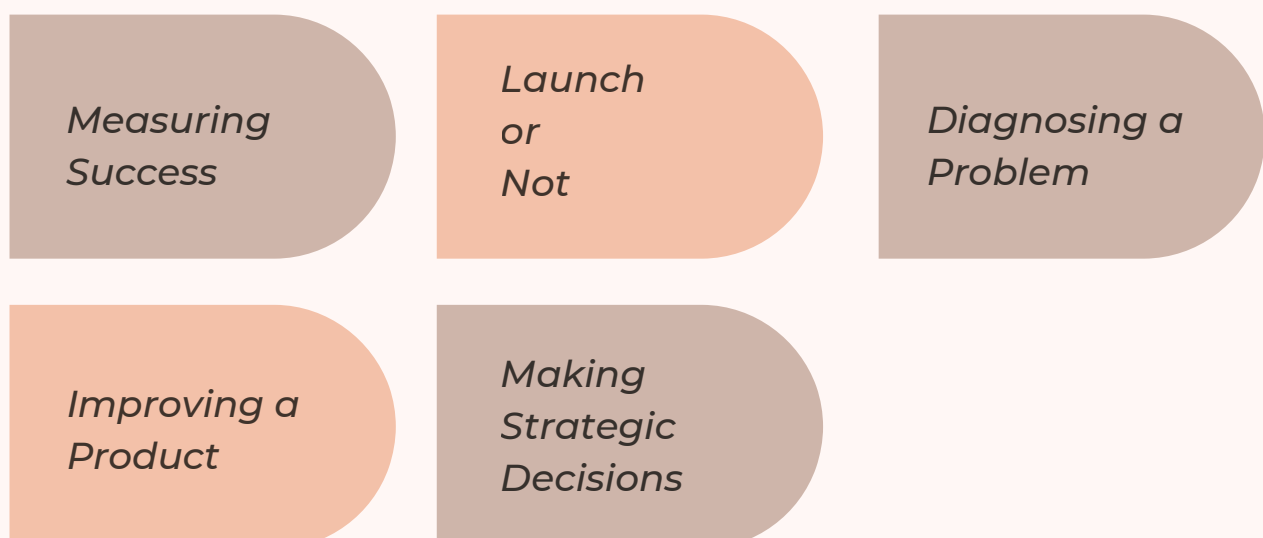 Measuring
Success
Launch
or
Not
Diagnosing a
Problem
Improving a
Product
Making
Strategic
Decisions